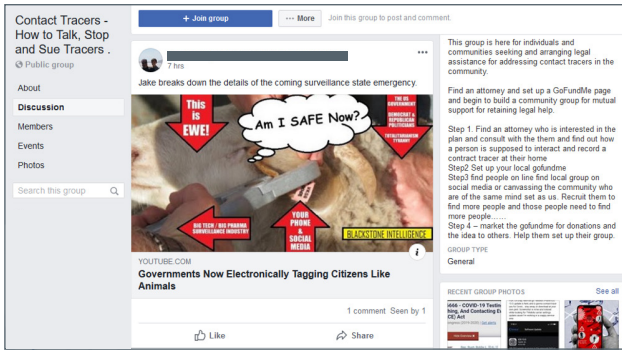 Contact Tracers -
How to Talk, Stop
and Sue Tracers .
Public group
About
Discussion
Members
Events
Photos
Search this group
+ Join group
··· More
Join this group to post and comment.
7 hrs
Jake breaks down the details of the coming surveillance state emergency.
This
is
EWE!
Am I SAFE Now?
THE US
GOVERNMENT
DEMOCRAT &
REPUBLICAN
POLITICIANS
TOTALITARIANISM
TYRANNY
BIG TECH / BIG PHARMA
SURVEILLANCE INDUSTRY
YOUR
PHONE
&
SOCIAL
MEDIA
BLACKSTONE INTELLIGENCE
i
YOUTUBE.COM
Governments Now Electronically Tagging Citizens Like
Animals
1 comment Seen by 1
Like
Share
This group is here for individuals and
communities seeking and arranging legal
assistance for addressing contact tracers in the
community.
Find an attorney and set up a GoFundMe page
and begin to build a community group for mutual
support for retaining legal help.
Step 1. Find an attorney who is interested in the
plan and consult with them and find out how
a person is supposed to interact and record a
contract tracer at their home
Step2 Set up your local gofundme
Step3 find people on line find local group on
social media or canvassing the community who
are of the same mind set as us. Recruit them to
find more people and those people need to find
more people......
Step 4 – market the gofundme for donations and
the idea to others. Help them set up their group.
GROUP TYPE
General
RECENT GROUP PHOTOS
See all
6666 - COVID-19 Testin
hing, And Contacting E
CE) Act